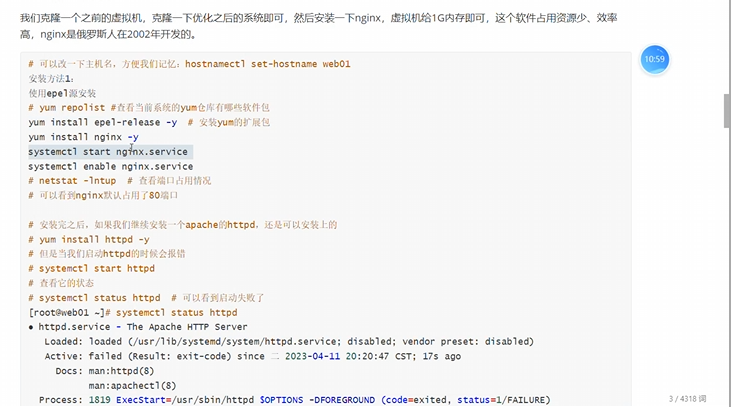 我们克隆一个之前的虚拟机，克隆一下优化之后的系统即可，然后安装一下nginx，虚拟机给1G内存即可，这个软件占用资源少、效率
高，nginx是俄罗斯人在2002年开发的。
10:59
# 可以改一下主机名，方便我们记忆：hostnamectl set-hostname web01
安装方法1：
使用epel源安装
# yum repolist #查看当前系统的yum仓库有哪些软件包
yum install epel-release -y  # 安装yum的扩展包
yum install nginx -y
systemctl start nginx.service
systemctl enable nginx.service
# netstat -lntup  # 查看端口占用情况
# 可以看到nginx默认占用了80端口
# 安装完之后，如果我们继续安装一个apache的httpd，还是可以安装上的
# yum install httpd -y
# 但是当我们启动httpd的时候会报错
# systemctl start httpd
# 查看它的状态
# systemctl status httpd  # 可以看到启动失败了
[root@web01 ~]# systemctl status httpd
● httpd.service - The Apache HTTP Server
Loaded: loaded (/usr/lib/systemd/system/httpd.service; disabled; vendor preset: disabled)
Active: failed (Result: exit-code) since 二 2023-04-11 20:20:47 CST; 17s ago
Docs: man:httpd(8)
man:apachectl(8)
Process: 1819 ExecStart=/usr/sbin/httpd $OPTIONS -DFOREGROUND (code=exited, status=1/FAILURE)
3 / 4318 词